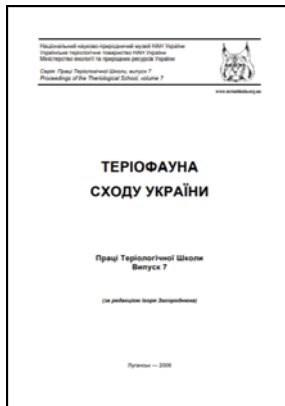 Національний науково-природничий музей НАН України
Українське теріологічне товариство НАН України
Міністерство екології та природних ресурсів України
Серія: Праці Теріологічної Школи, випуск 7
Proceedings of the Theriological School, volume 7
ТЕРІОФАУНА
СХОДУ УКРАЇНИ
Праці Теріологічної Школи
Випуск 7
(за редакцією Ігоря Загороднюка)
Луганськ — 2006